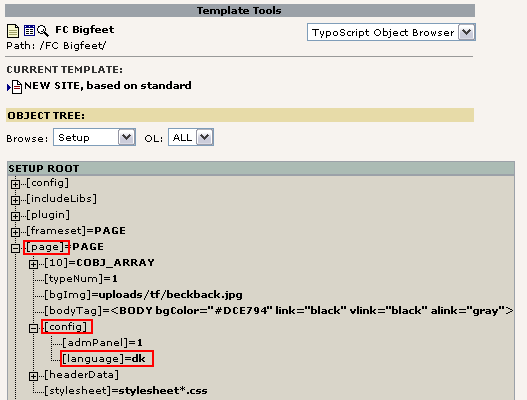 Template Tools
FC Bigfeet
TypoScript Object Browser
Path: /FC Bigfeet/
CURRENT TEMPLATE:
NEW SITE, based on standard
OBJECT TREE:
Browse: Setup OL: ALL
SETUP ROOT
[config]
[includeLibs]
[plugin]
[frameset]=PAGE
[page]=PAGE
[10]=COBJ_ARRAY
[typeNum]=1
[bgImg]=uploads/tf/beckback.jpg
[bodyTag]=<BODY bgColor="#DCE794" link="black" vlink="black" alink="gray">
[config]
[admPanel]=1
[language]=dk
[headerData]
[stylesheet]=stylesheet*.css